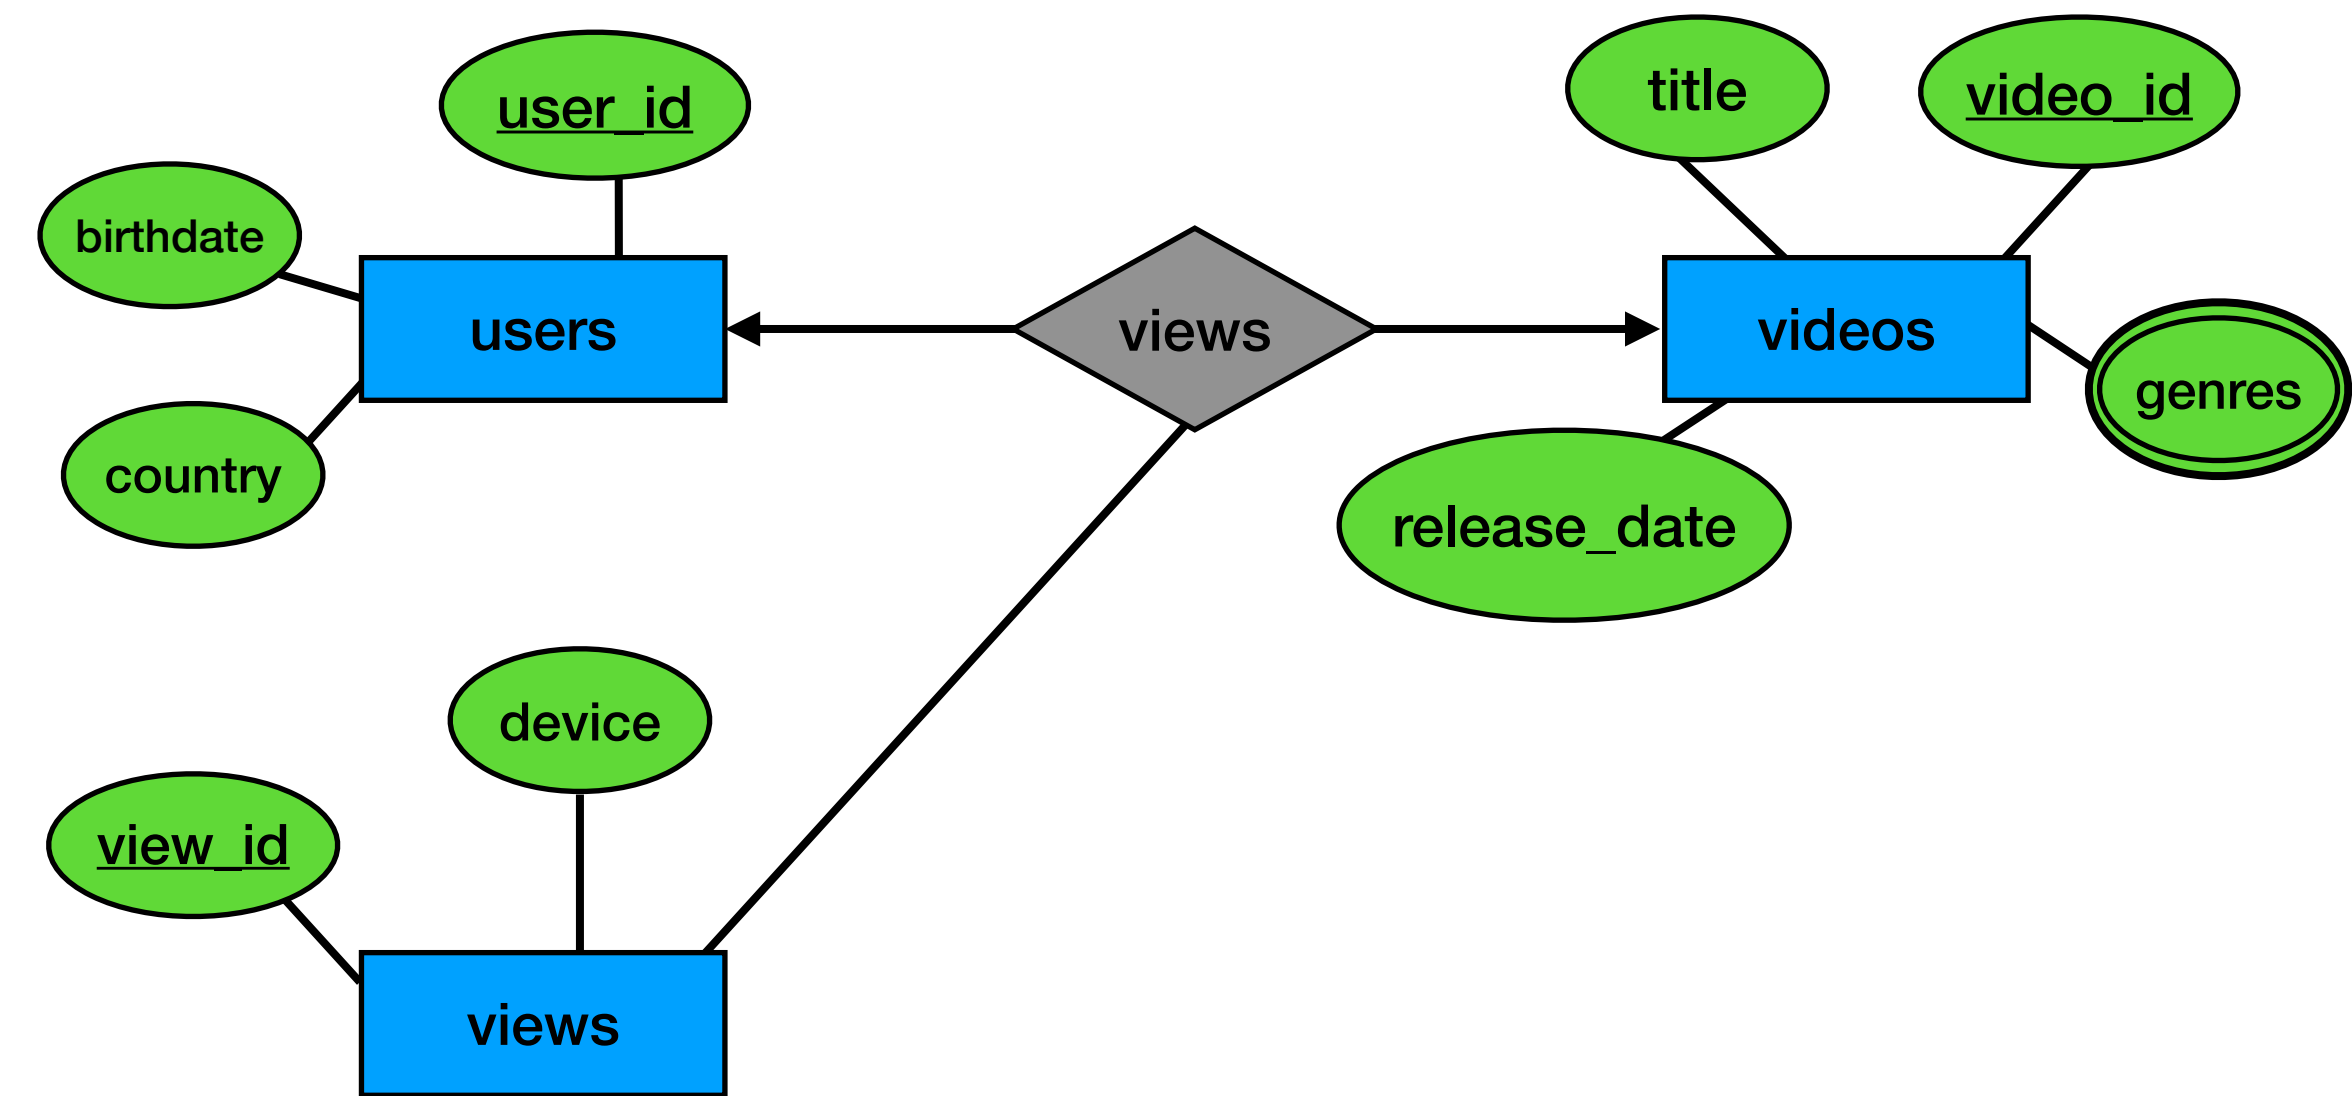 title
video_id
user_id
birthdate
users
views
videos
genres
country
release_date
device
view_id
views